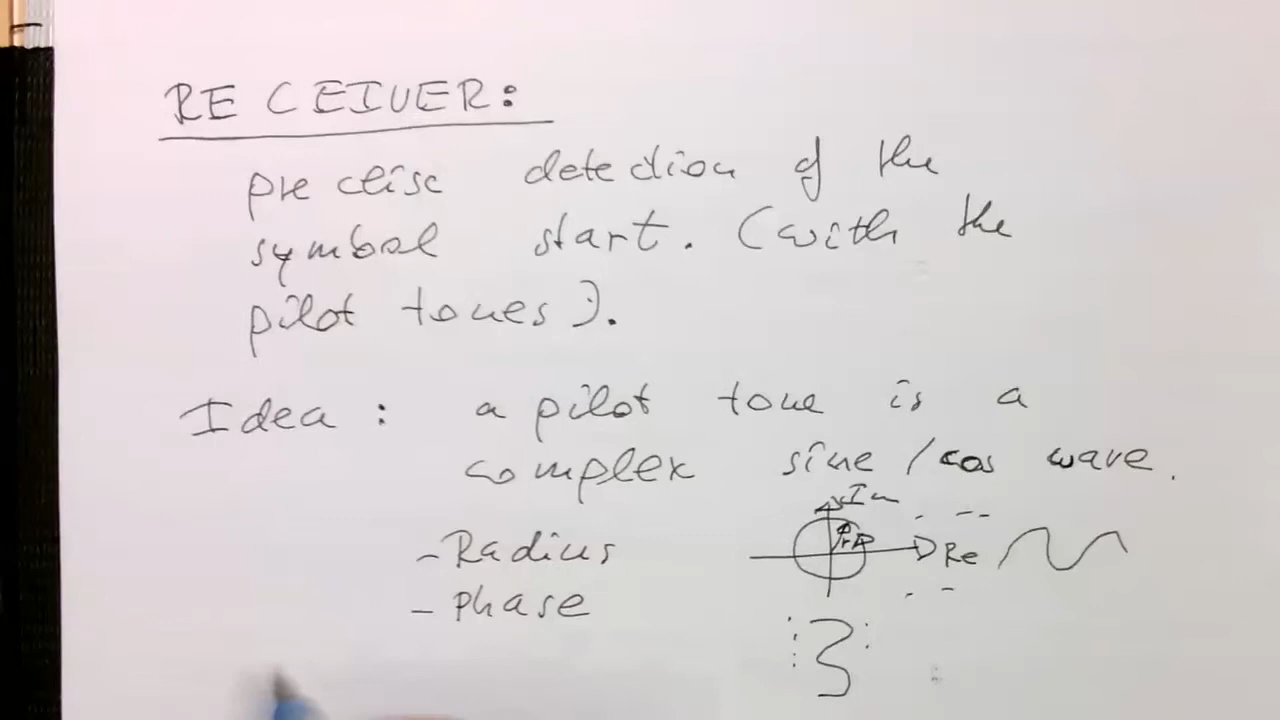 RECEIVER:
precise detection of the
symbol start. (with the
pilot tones).
Idea: a pilot tone is a
complex sine/cos wave.
Im
- Radius
Re
- phase